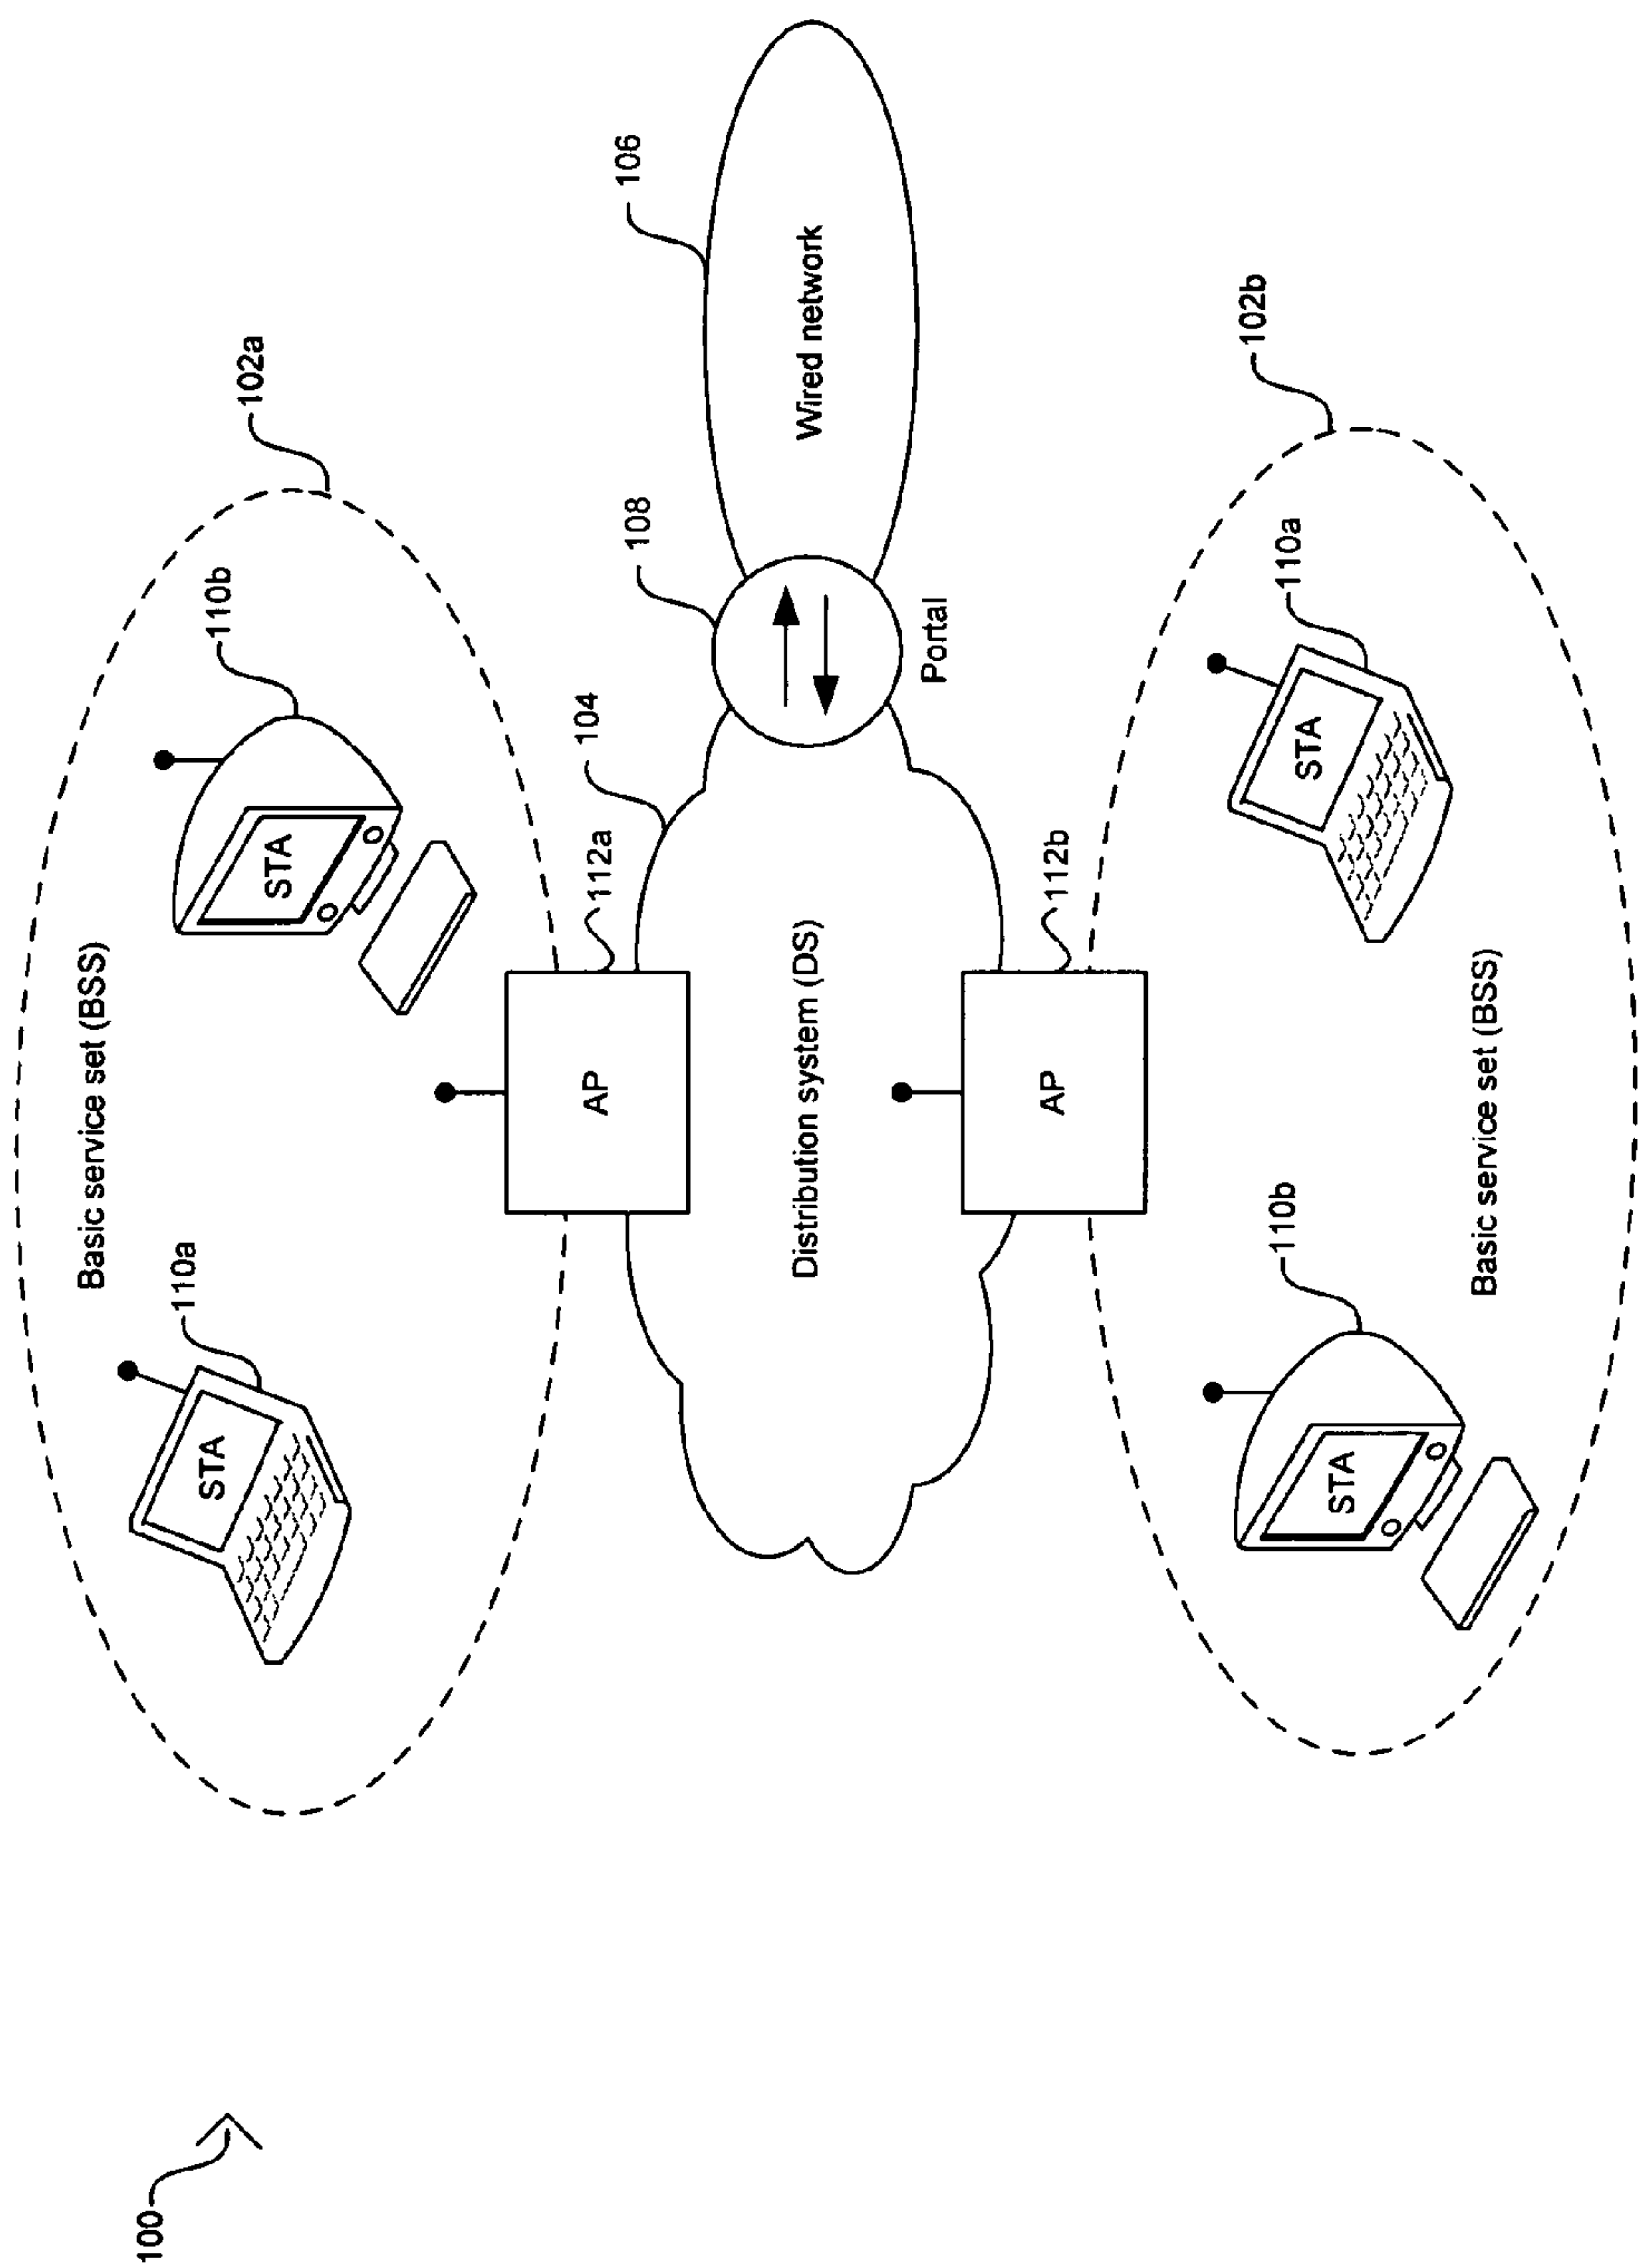 100
102a
Basic service set (BSS)
110a
STA
110b
STA
AP
112a
104
108
106
Distribution system (DS)
Portal
Wired network
AP
112b
102b
110b
STA
110a
STA
Basic service set (BSS)